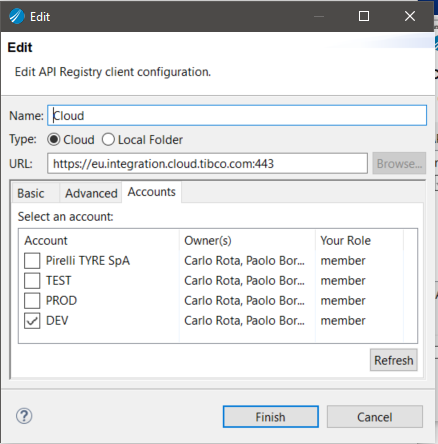 Edit
Edit
Edit API Registry client configuration.
Name: Cloud
Type: Cloud Local Folder
URL: https://eu.integration.cloud.tibco.com:443 Browse...
Basic Advanced Accounts
Select an account:
Account Owner(s) Your Role
Pirelli TYRE SpA Carlo Rota, Paolo Bor... member
TEST Carlo Rota, Paolo Bor... member
PROD Carlo Rota, Paolo Bor... member
DEV Carlo Rota, Paolo Bor... member
Refresh
? Finish Cancel